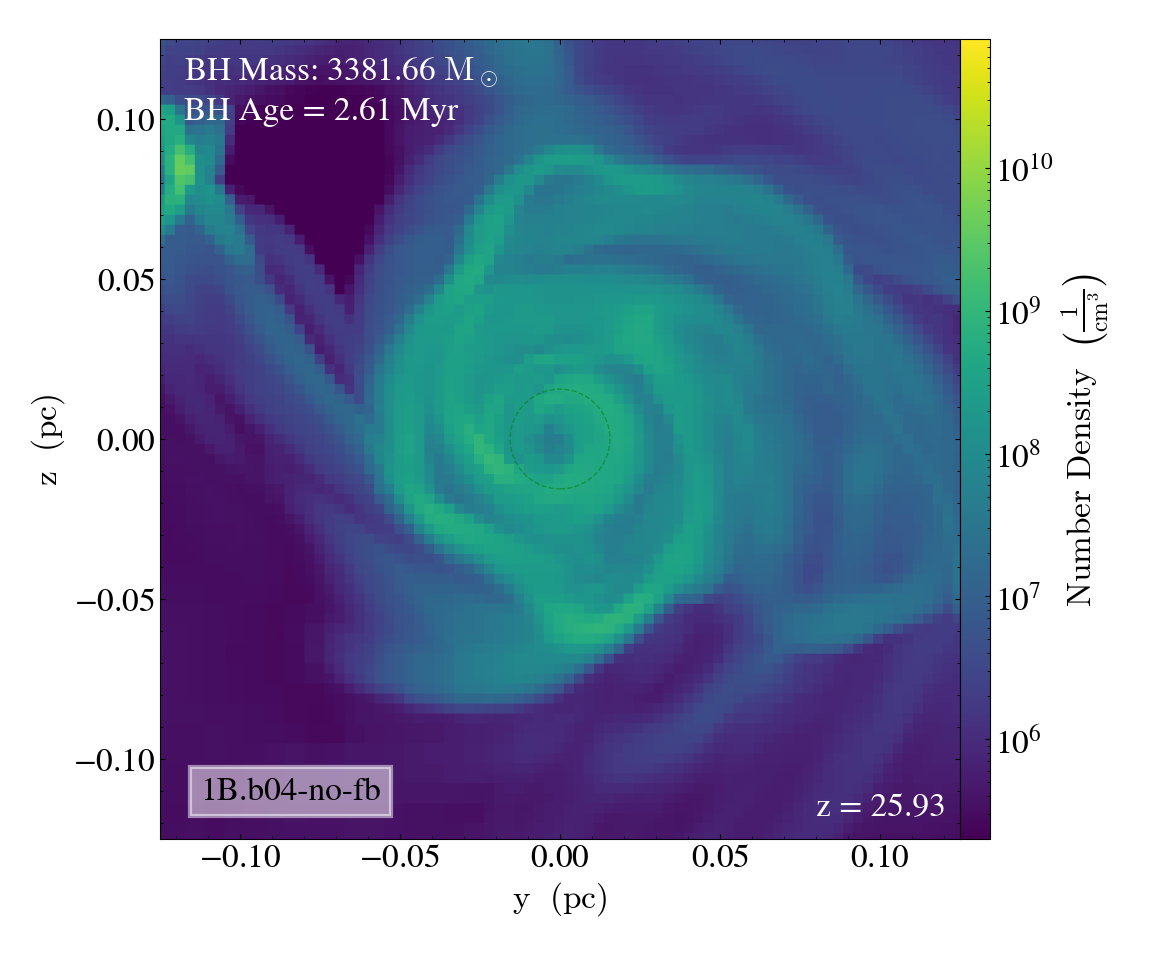 BH Mass: 3381.66 M⊙
BH Age = 2.61 Myr
0.10
0.05
0.00
−0.05
−0.10
z (pc)
1B.b04-no-fb
z = 25.93
−0.10 −0.05 0.00 0.05 0.10
y (pc)
10¹⁰
10⁹
10⁸
10⁷
10⁶
Number Density (1/cm³)